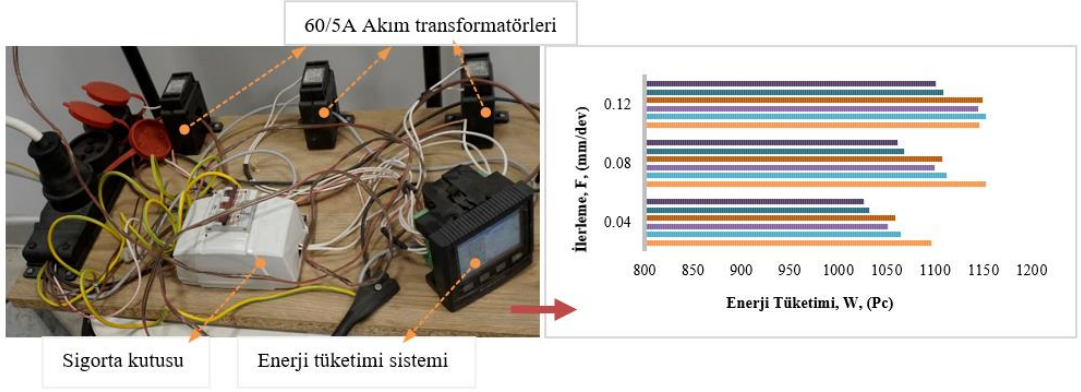 60/5A Akım transformatörleri
Sigorta kutusu
Enerji tüketimi sistemi
İlerleme, F, (mm/dev)
0.12
0.08
0.04
800 850 900 950 1000 1050 1100 1150 1200
Enerji Tüketimi, W, (Pc)